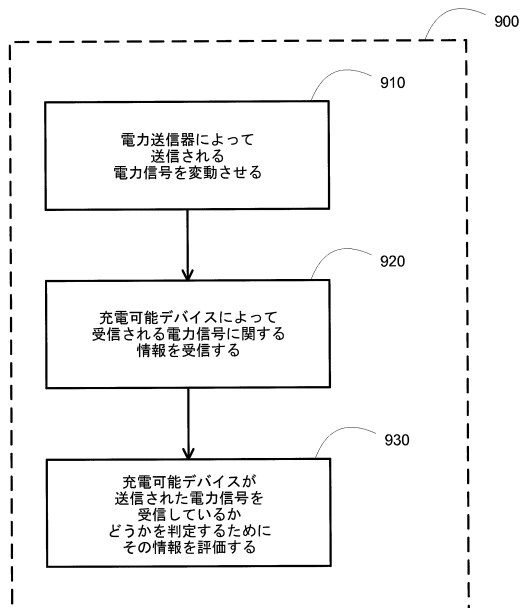 900
910
電力送信器によって
送信される
電力信号を変動させる
920
充電可能デバイスによって
受信される電力信号に関する
情報を受信する
930
充電可能デバイスが
送信された電力信号を
受信しているか
どうかを判定するために
その情報を評価する